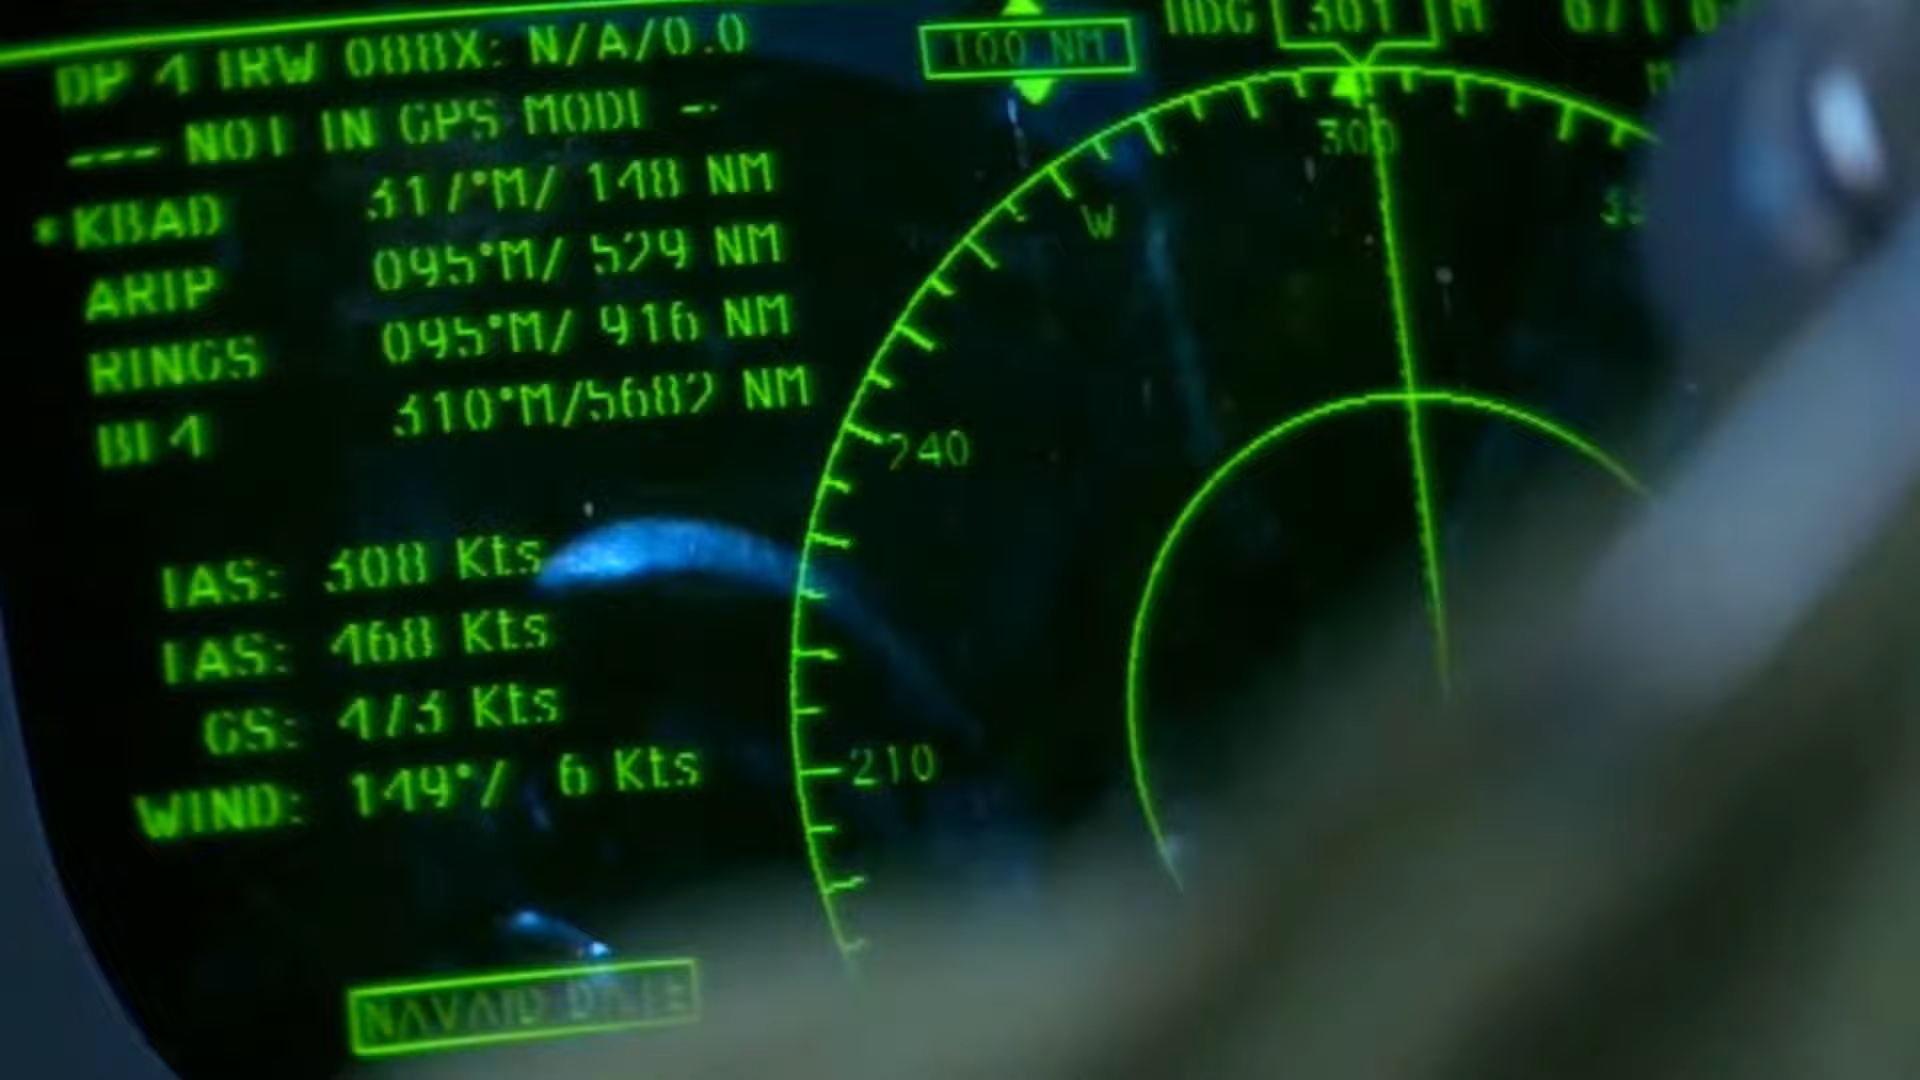 DP 4 IRW 088X: N/A/0.0
100 NM
HDG 301 M
--- NOT IN GPS MODE --
*KBAD 317°M/ 148 NM
ARIP 095°M/ 529 NM
RINGS 095°M/ 916 NM
310°M/5682 NM
300
W
240
IAS: 308 Kts
TAS: 468 Kts
GS: 473 Kts
210
WIND: 149°/ 6 Kts
NAVAID